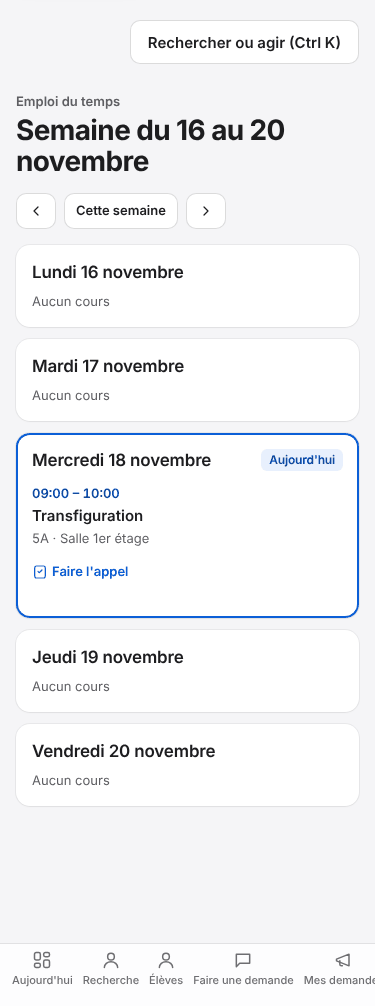 Rechercher ou agir (Ctrl K)
Emploi du temps
Semaine du 16 au 20
novembre
Cette semaine
Lundi 16 novembre
Aucun cours
Mardi 17 novembre
Aucun cours
Mercredi 18 novembre
Aujourd'hui
09:00 – 10:00
Transfiguration
5A · Salle 1er étage
Faire l'appel
Jeudi 19 novembre
Aucun cours
Vendredi 20 novembre
Aucun cours
Aujourd'hui
Recherche
Élèves
Faire une demande
Mes demande